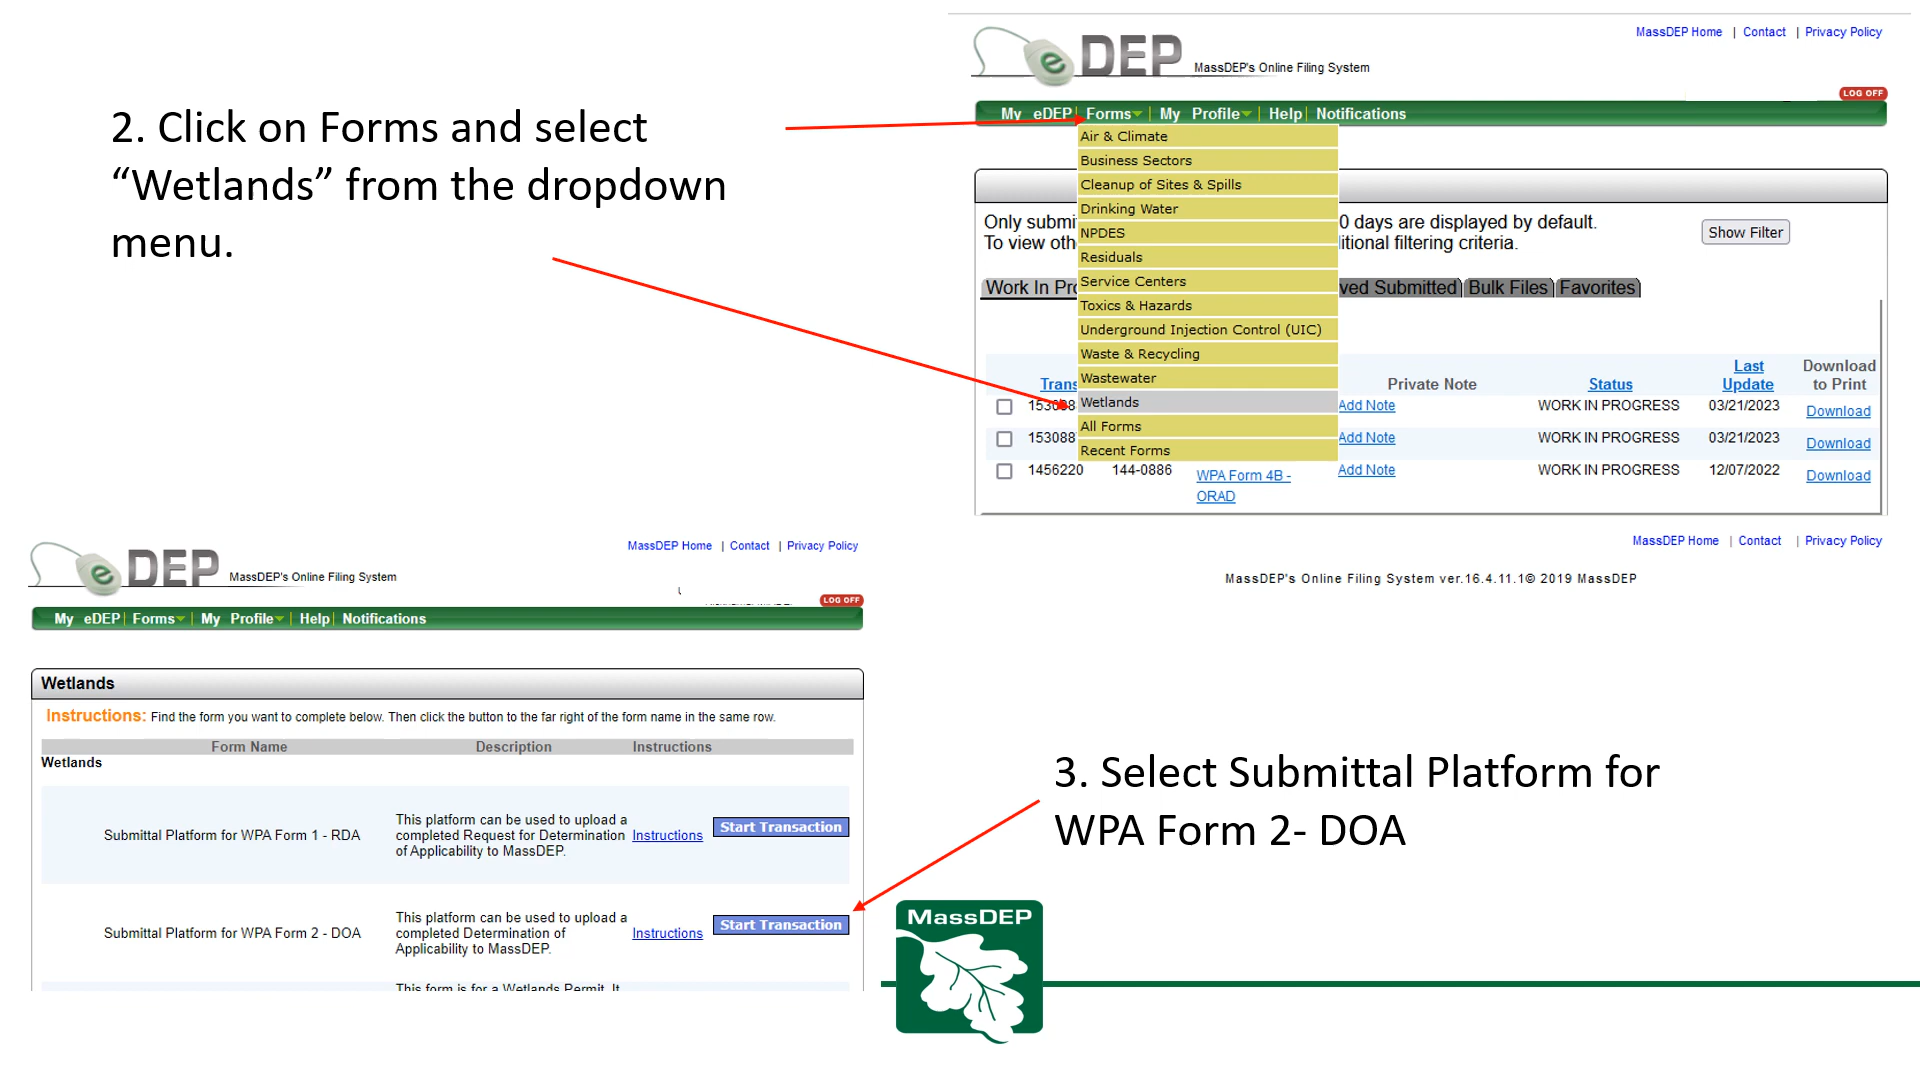 2. Click on Forms and select
“Wetlands” from the dropdown
menu.
eDEP MassDEP's Online Filing System
MassDEP Home | Contact | Privacy Policy
LOG OFF
My eDEP | Forms | My Profile | Help | Notifications
Air & Climate
Business Sectors
Cleanup of Sites & Spills
Drinking Water
NPDES
Residuals
Service Centers
Toxics & Hazards
Underground Injection Control (UIC)
Waste & Recycling
Wastewater
Wetlands
All Forms
Recent Forms
Only submi 0 days are displayed by default.
To view oth itional filtering criteria.
Show Filter
Work In Pro ved Submitted Bulk Files Favorites
Trans Private Note Status Last Update Download to Print
Add Note WORK IN PROGRESS 03/21/2023 Download
15308 Add Note WORK IN PROGRESS 03/21/2023 Download
1456220 144-0886 WPA Form 4B - Add Note WORK IN PROGRESS 12/07/2022 Download
ORAD
MassDEP Home | Contact | Privacy Policy
MassDEP's Online Filing System ver.16.4.11.1© 2019 MassDEP
eDEP MassDEP's Online Filing System
MassDEP Home | Contact | Privacy Policy
LOG OFF
My eDEP | Forms | My Profile | Help | Notifications
Wetlands
Instructions: Find the form you want to complete below. Then click the button to the far right of the form name in the same row.
Form Name Description Instructions
Wetlands
Submittal Platform for WPA Form 1 - RDA
This platform can be used to upload a
completed Request for Determination
of Applicability to MassDEP.
Instructions
Start Transaction
Submittal Platform for WPA Form 2 - DOA
This platform can be used to upload a
completed Determination of
Applicability to MassDEP.
Instructions
Start Transaction
This form is for a Wetlands Permit. It
3. Select Submittal Platform for
WPA Form 2- DOA
MassDEP